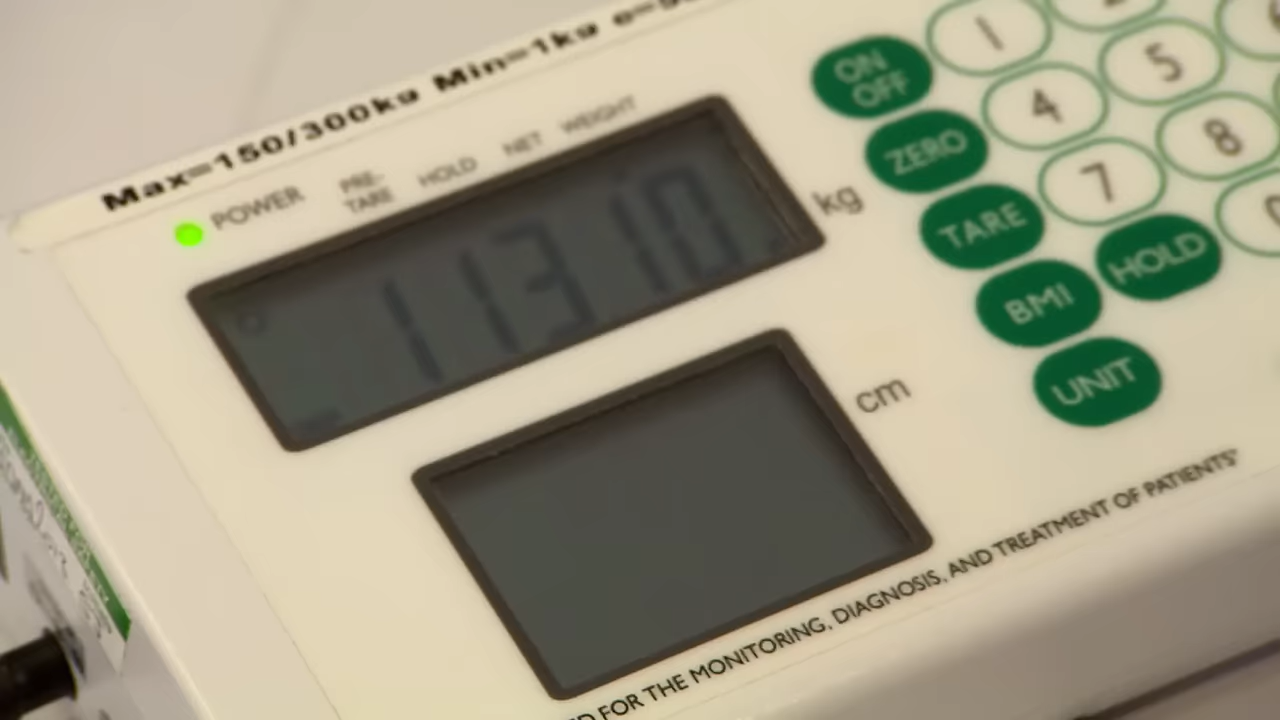 Max=150/300kg Min=1kg e=
POWER
PRE-TARE
HOLD
NET
WEIGHT
113.10
kg
cm
ON OFF
ZERO
TARE
BMI
UNIT
HOLD
1
4
5
7
8
FOR THE MONITORING, DIAGNOSIS, AND TREATMENT OF PATIENTS"